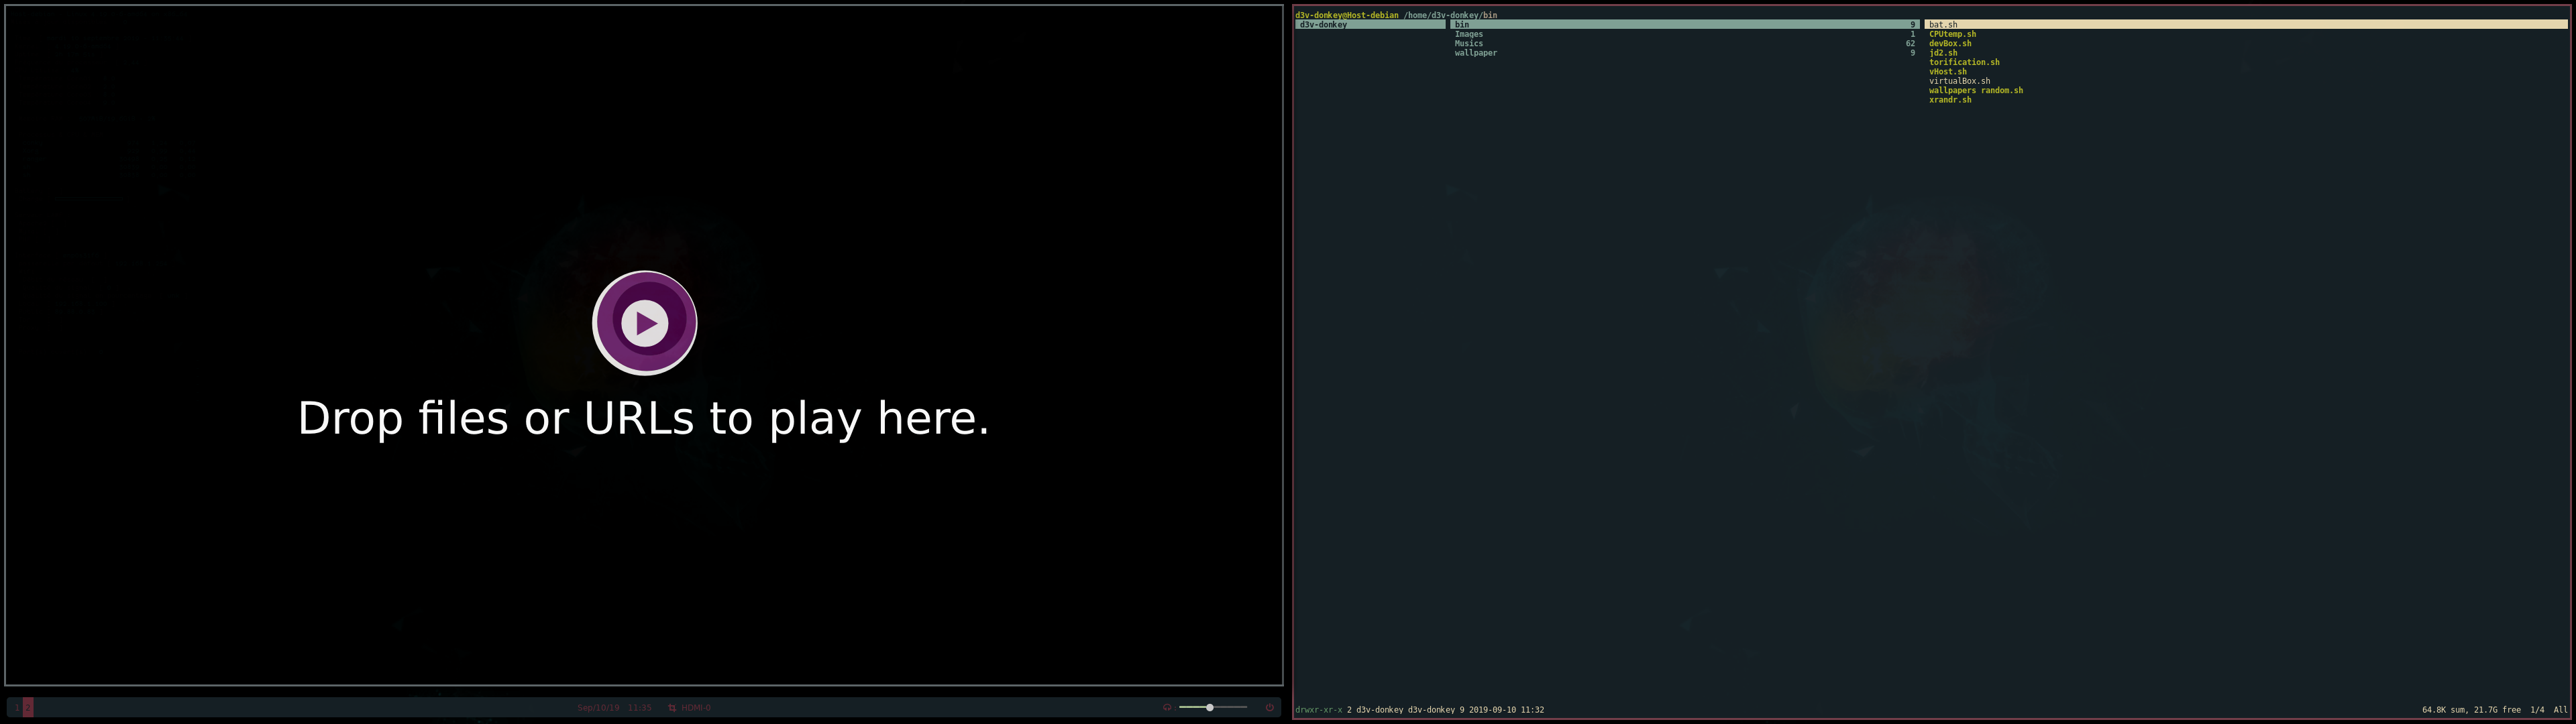 Drop files or URLs to play here.
1 2 Sep/10/19 11:35 HDMI-0
d3v-donkey@Host-debian /home/d3v-donkey/bin
d3v-donkey
bin 9
Images 1
Musics 62
wallpaper 9
bat.sh
CPUtemp.sh
devBox.sh
jd2.sh
torification.sh
vHost.sh
virtualBox.sh
wallpapers random.sh
xrandr.sh
drwxr-xr-x 2 d3v-donkey d3v-donkey 9 2019-09-10 11:32 64.8K sum, 21.7G free 1/4 All